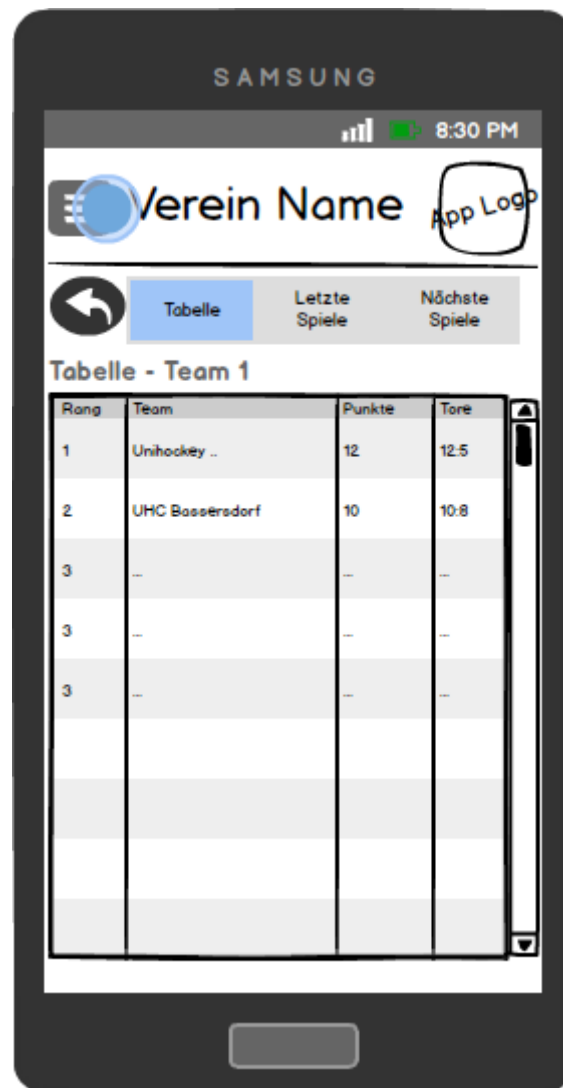 SAMSUNG
8:30 PM
Verein Name
App Logo
Tabelle
Letzte
Spiele
Nächste
Spiele
Tabelle - Team 1
Rang Team Punkte Tore
1 Unihockey .. 12 12:5
2 UHC Bassersdorf 10 10:8
3 ... ... ...
3 ... ... ...
3 ... ... ...